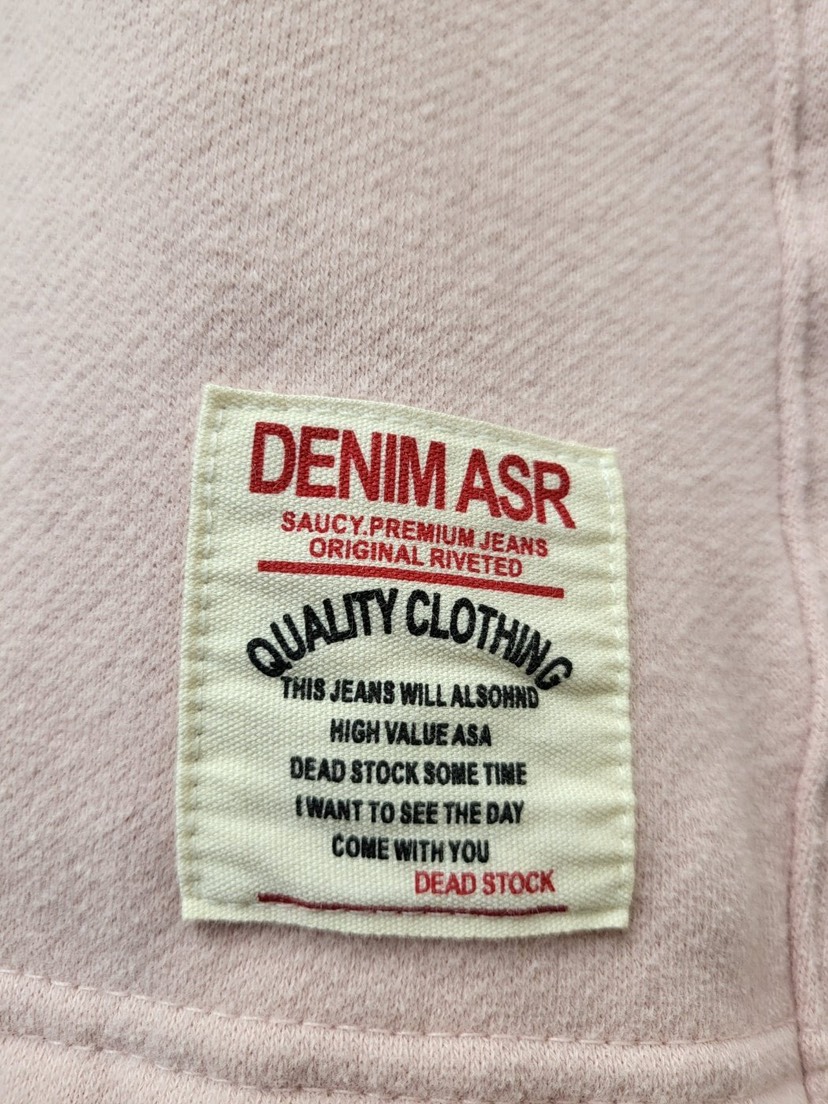 DENIM ASR
SAUCY.PREMIUM JEANS
ORIGINAL RIVETED
QUALITY CLOTHING
THIS JEANS WILL ALSOHND
HIGH VALUE ASA
DEAD STOCK SOME TIME
I WANT TO SEE THE DAY
COME WITH YOU
DEAD STOCK